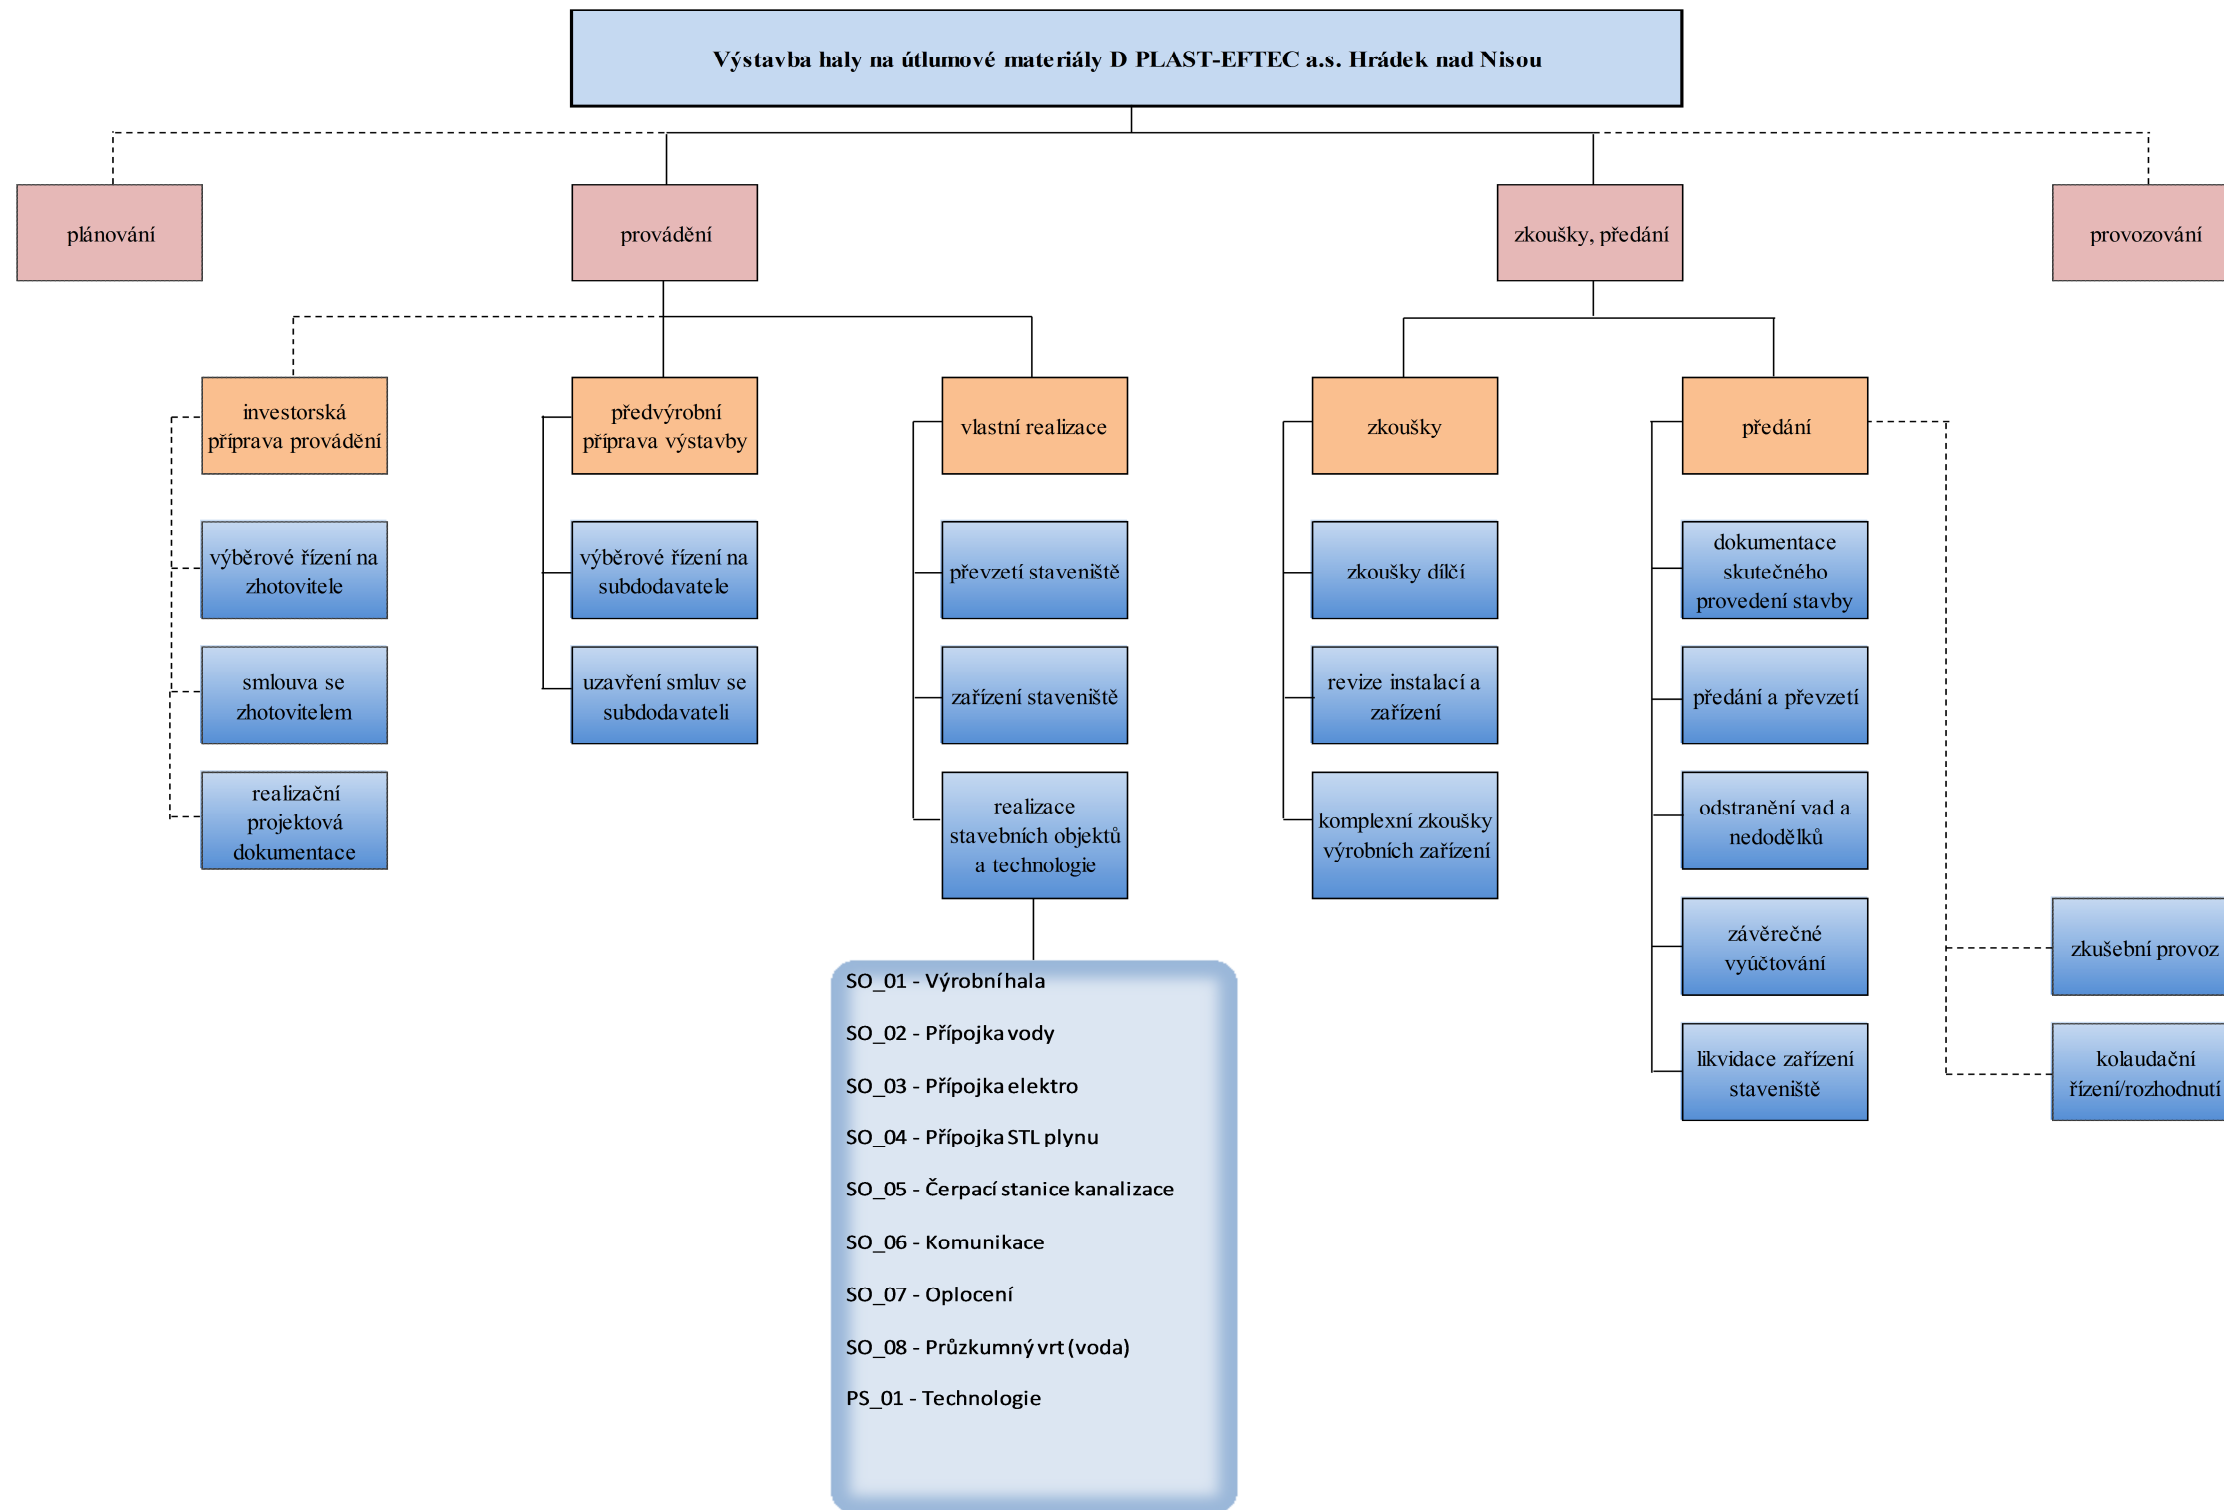 Výstavba haly na útlumové materiály D PLAST-EFTEC a.s. Hrádek nad Nisou
plánování
provádění
zkoušky, předání
provozování
investorská
příprava provádění
předvýrobní
příprava výstavby
vlastní realizace
zkoušky
předání
výběrové řízení na
zhotovitele
výběrové řízení na
subdodavatele
převzetí staveniště
zkoušky dílčí
dokumentace
skutečného
provedení stavby
smlouva se
zhotovitelem
uzavření smluv se
subdodavateli
zařízení staveniště
revize instalací a
zařízení
předání a převzetí
realizační
projektová
dokumentace
realizace
stavebních objektů
a technologie
komplexní zkoušky
výrobních zařízení
odstranění vad a
nedodělků
závěrečné
vyúčtování
zkušební provoz
likvidace zařízení
staveniště
kolaudační
řízení/rozhodnutí
SO_01 - Výrobní hala
SO_02 - Přípojka vody
SO_03 - Přípojka elektro
SO_04 - Přípojka STL plynu
SO_05 - Čerpací stanice kanalizace
SO_06 - Komunikace
SO_07 - Oplocení
SO_08 - Průzkumný vrt (voda)
PS_01 - Technologie